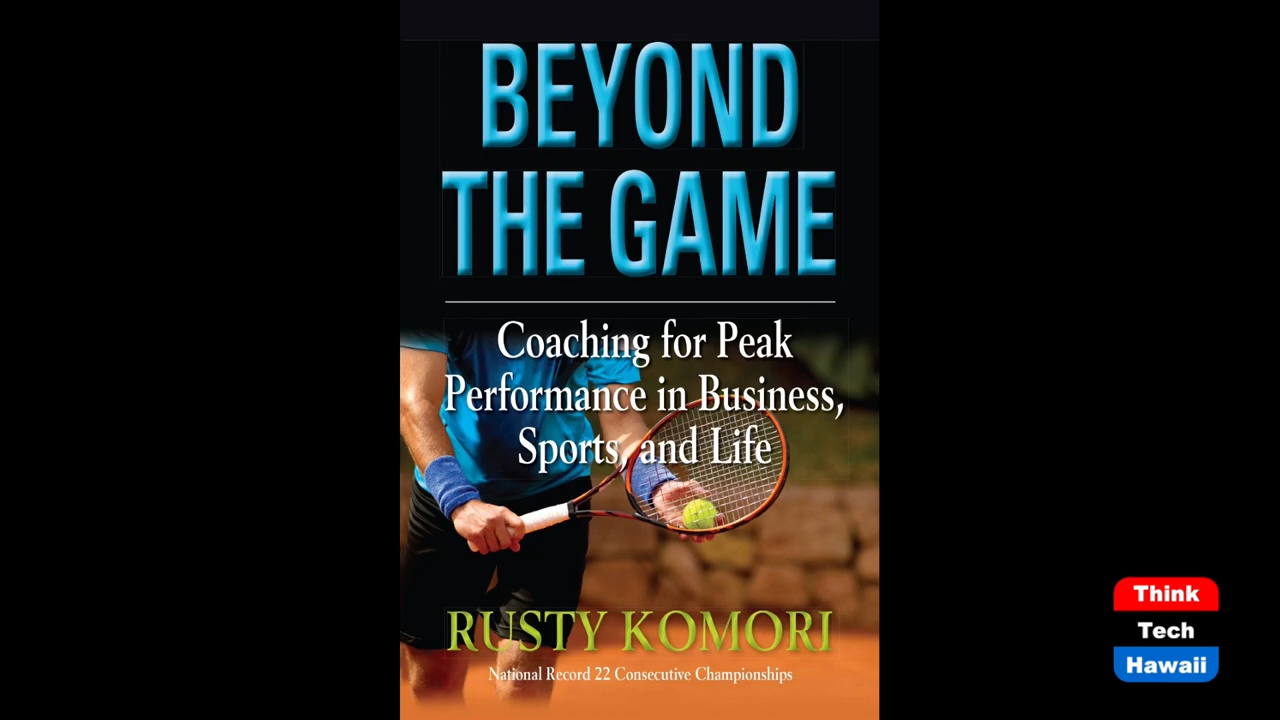 BEYOND
THE GAME
Coaching for Peak
Performance in Business,
Sports, and Life
RUSTY KOMORI
National Record 22 Consecutive Championships
Think
Tech
Hawaii